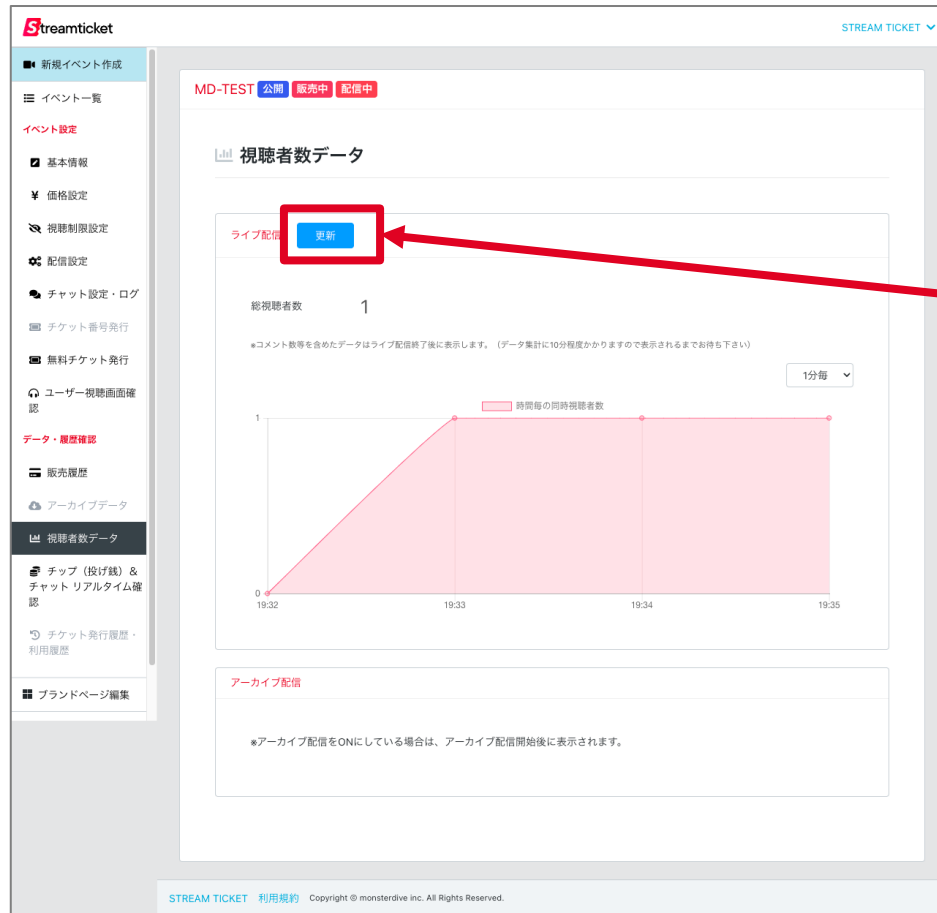 Streamticket
STREAM TICKET
新規イベント作成
イベント一覧
イベント設定
基本情報
価格設定
視聴制限設定
配信設定
チャット設定・ログ
チケット番号発行
無料チケット発行
ユーザー視聴画面確
認
データ・履歴確認
販売履歴
アーカイブデータ
視聴者数データ
チップ（投げ銭）&
チャット リアルタイム確
認
チケット発行履歴・
利用履歴
ブランドページ編集
MD-TEST 公開 販売中 配信中
視聴者数データ
ライブ配信 更新
総視聴者数 1
※コメント数等を含めたデータはライブ配信終了後に表示します。（データ集計に10分程度かかりますので表示されるまでお待ち下さい）
1分毎
時間毎の同時視聴者数
1
0
19:32 19:33 19:34 19:35
アーカイブ配信
※アーカイブ配信をONにしている場合は、アーカイブ配信開始後に表示されます。
STREAM TICKET 利用規約 Copyright © monsterdive inc. All Rights Reserved.